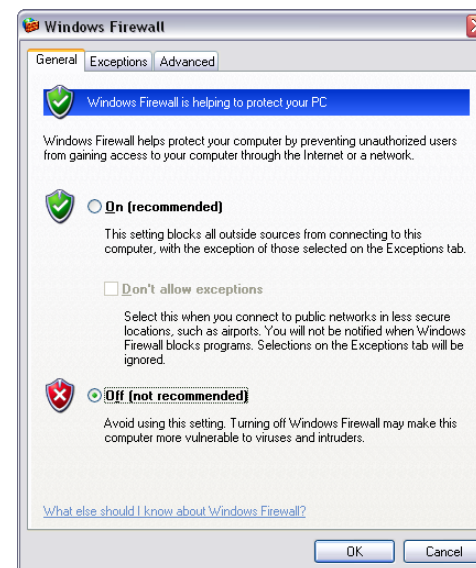 Windows Firewall
General Exceptions Advanced
Windows Firewall is helping to protect your PC
Windows Firewall helps protect your computer by preventing unauthorized users
from gaining access to your computer through the Internet or a network.
On (recommended)
This setting blocks all outside sources from connecting to this
computer, with the exception of those selected on the Exceptions tab.
Don't allow exceptions
Select this when you connect to public networks in less secure
locations, such as airports. You will not be notified when Windows
Firewall blocks programs. Selections on the Exceptions tab will be
ignored.
Off (not recommended)
Avoid using this setting. Turning off Windows Firewall may make this
computer more vulnerable to viruses and intruders.
What else should I know about Windows Firewall?
OK Cancel